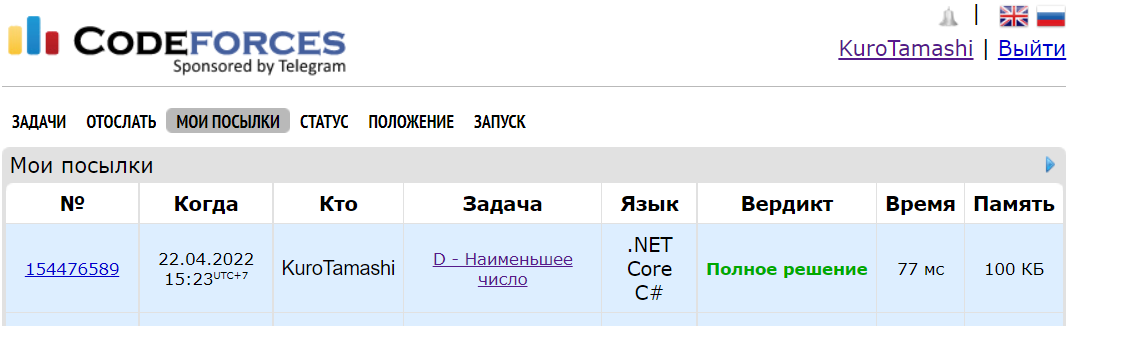 CODEFORCES
Sponsored by Telegram
|
KuroTamashi | Выйти
ЗАДАЧИ ОТОСЛАТЬ МОИ ПОСЫЛКИ СТАТУС ПОЛОЖЕНИЕ ЗАПУСК
Мои посылки
№ Когда Кто Задача Язык Вердикт Время Память
154476589 22.04.2022 15:23UTC+7 KuroTamashi D - Наименьшее число .NET Core C# Полное решение 77 мс 100 КБ